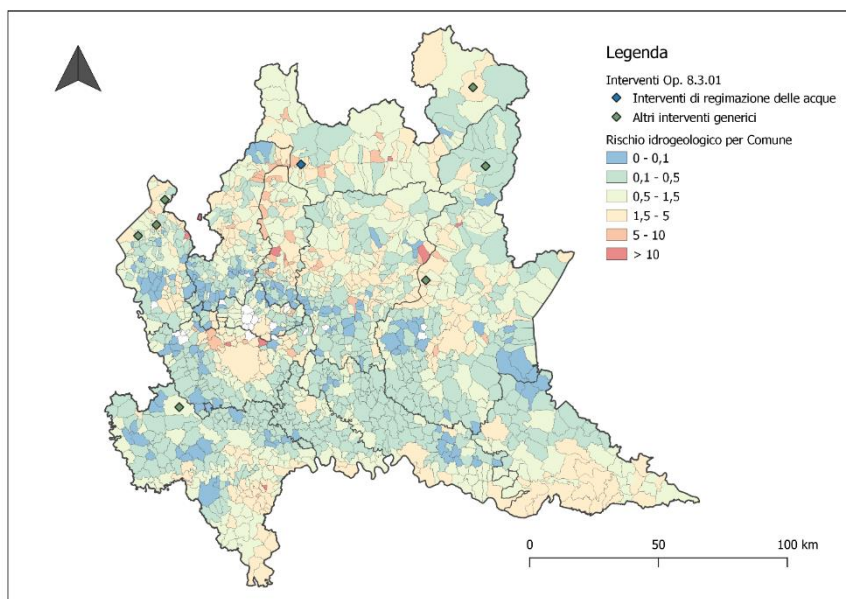 Legenda
Interventi Op. 8.3.01
Interventi di regimazione delle acque
Altri interventi generici
Rischio idrogeologico per Comune
0 - 0,1
0,1 - 0,5
0,5 - 1,5
1,5 - 5
5 - 10
> 10
0 50 100 km